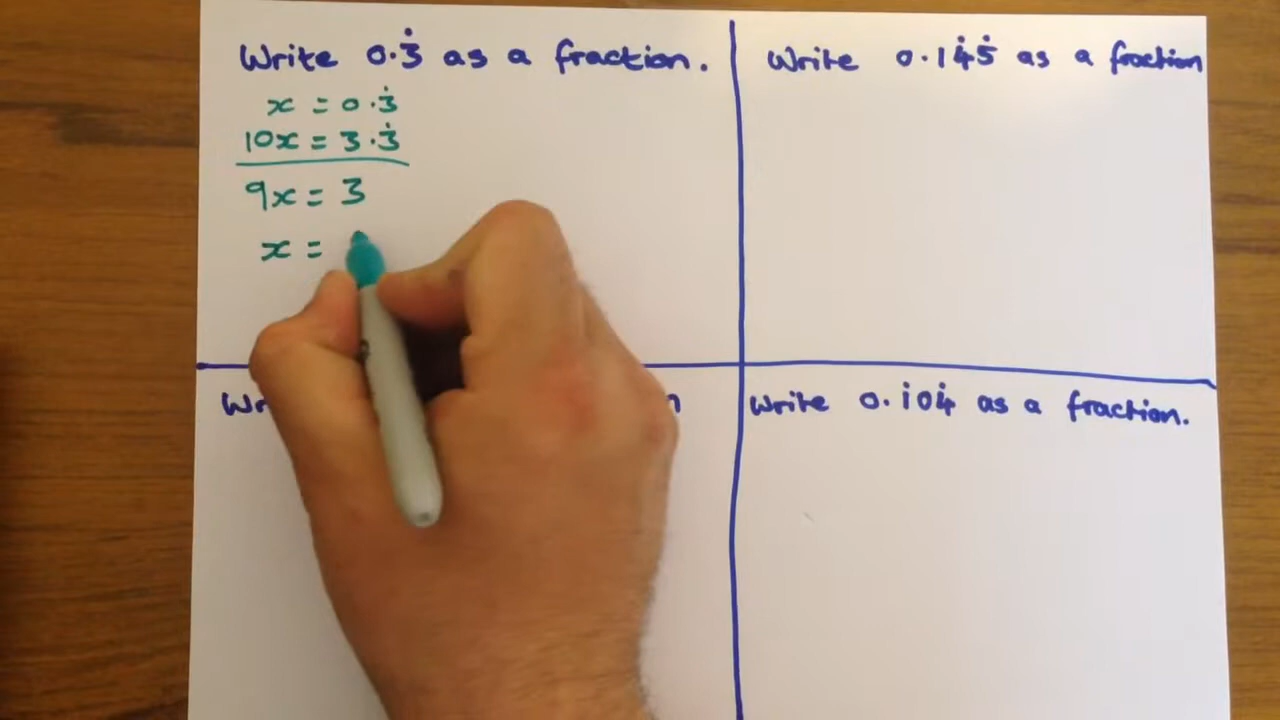 Write 0.3̇ as a fraction.
x = 0.3̇
10x = 3.3̇
9x = 3
x =
Write 0.14̇5̇ as a fraction
Write 0.1̇04̇ as a fraction.